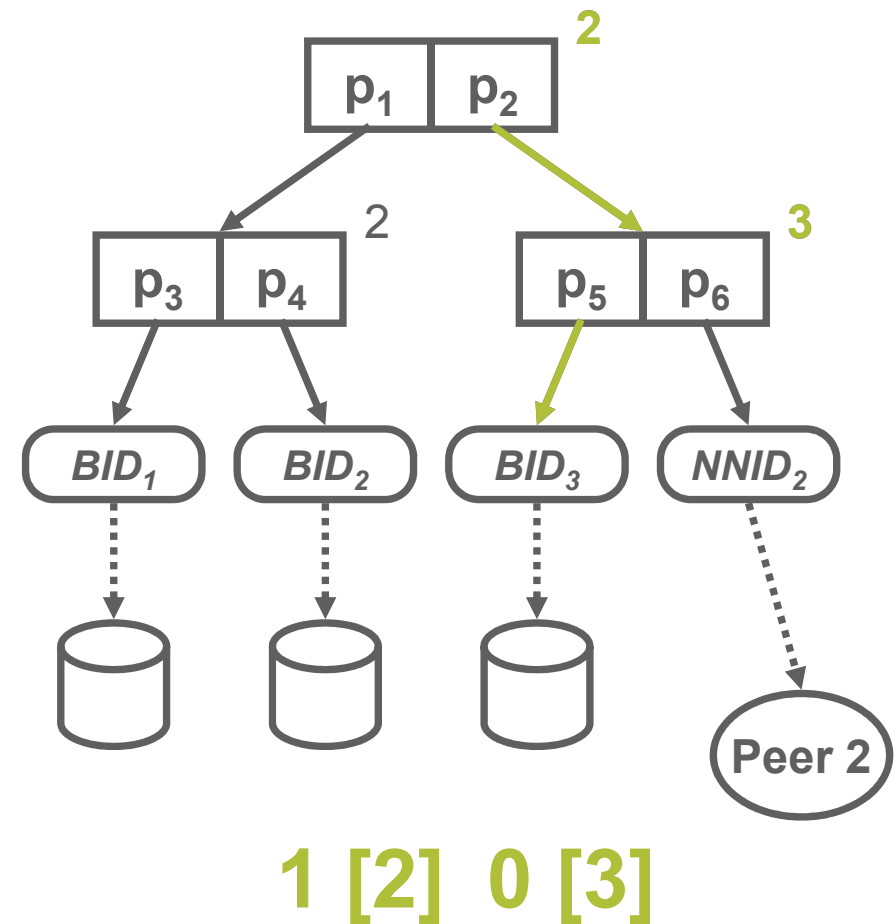 2
p₁ p₂
2 3
p₃ p₄ p₅ p₆
BID₁ BID₂ BID₃ NNID₂
Peer 2
1 [2] 0 [3]